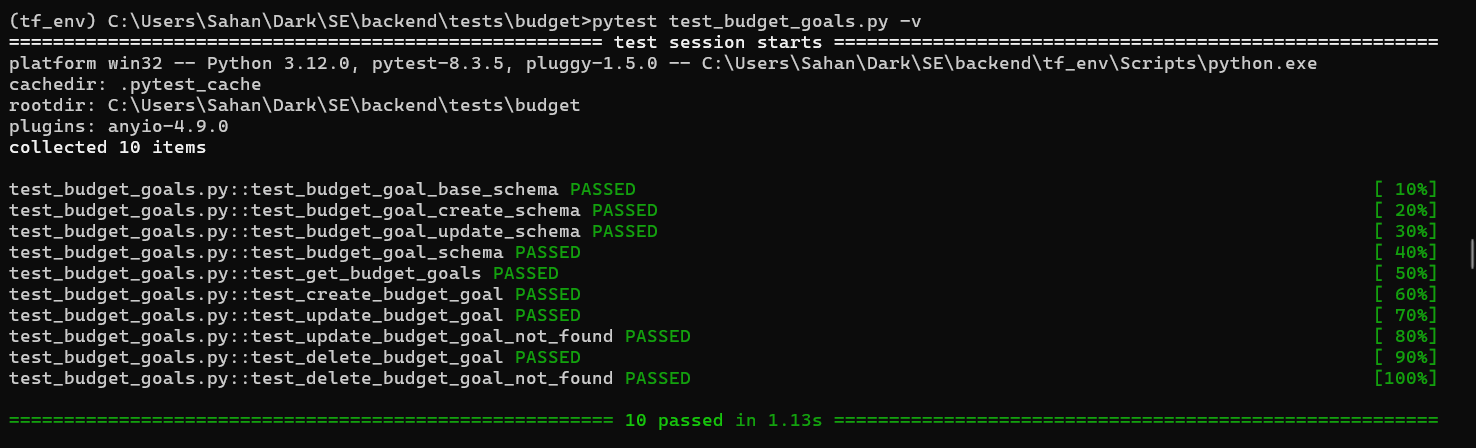 (tf_env) C:\Users\Sahan\Dark\SE\backend\tests\budget>pytest test_budget_goals.py -v
====================================================== test session starts =======================================================
platform win32 -- Python 3.12.0, pytest-8.3.5, pluggy-1.5.0 -- C:\Users\Sahan\Dark\SE\backend\tf_env\Scripts\python.exe
cachedir: .pytest_cache
rootdir: C:\Users\Sahan\Dark\SE\backend\tests\budget
plugins: anyio-4.9.0
collected 10 items
test_budget_goals.py::test_budget_goal_base_schema PASSED [ 10%]
test_budget_goals.py::test_budget_goal_create_schema PASSED [ 20%]
test_budget_goals.py::test_budget_goal_update_schema PASSED [ 30%]
test_budget_goals.py::test_budget_goal_schema PASSED [ 40%]
test_budget_goals.py::test_get_budget_goals PASSED [ 50%]
test_budget_goals.py::test_create_budget_goal PASSED [ 60%]
test_budget_goals.py::test_update_budget_goal PASSED [ 70%]
test_budget_goals.py::test_update_budget_goal_not_found PASSED [ 80%]
test_budget_goals.py::test_delete_budget_goal PASSED [ 90%]
test_budget_goals.py::test_delete_budget_goal_not_found PASSED [100%]
======================================================= 10 passed in 1.13s =======================================================